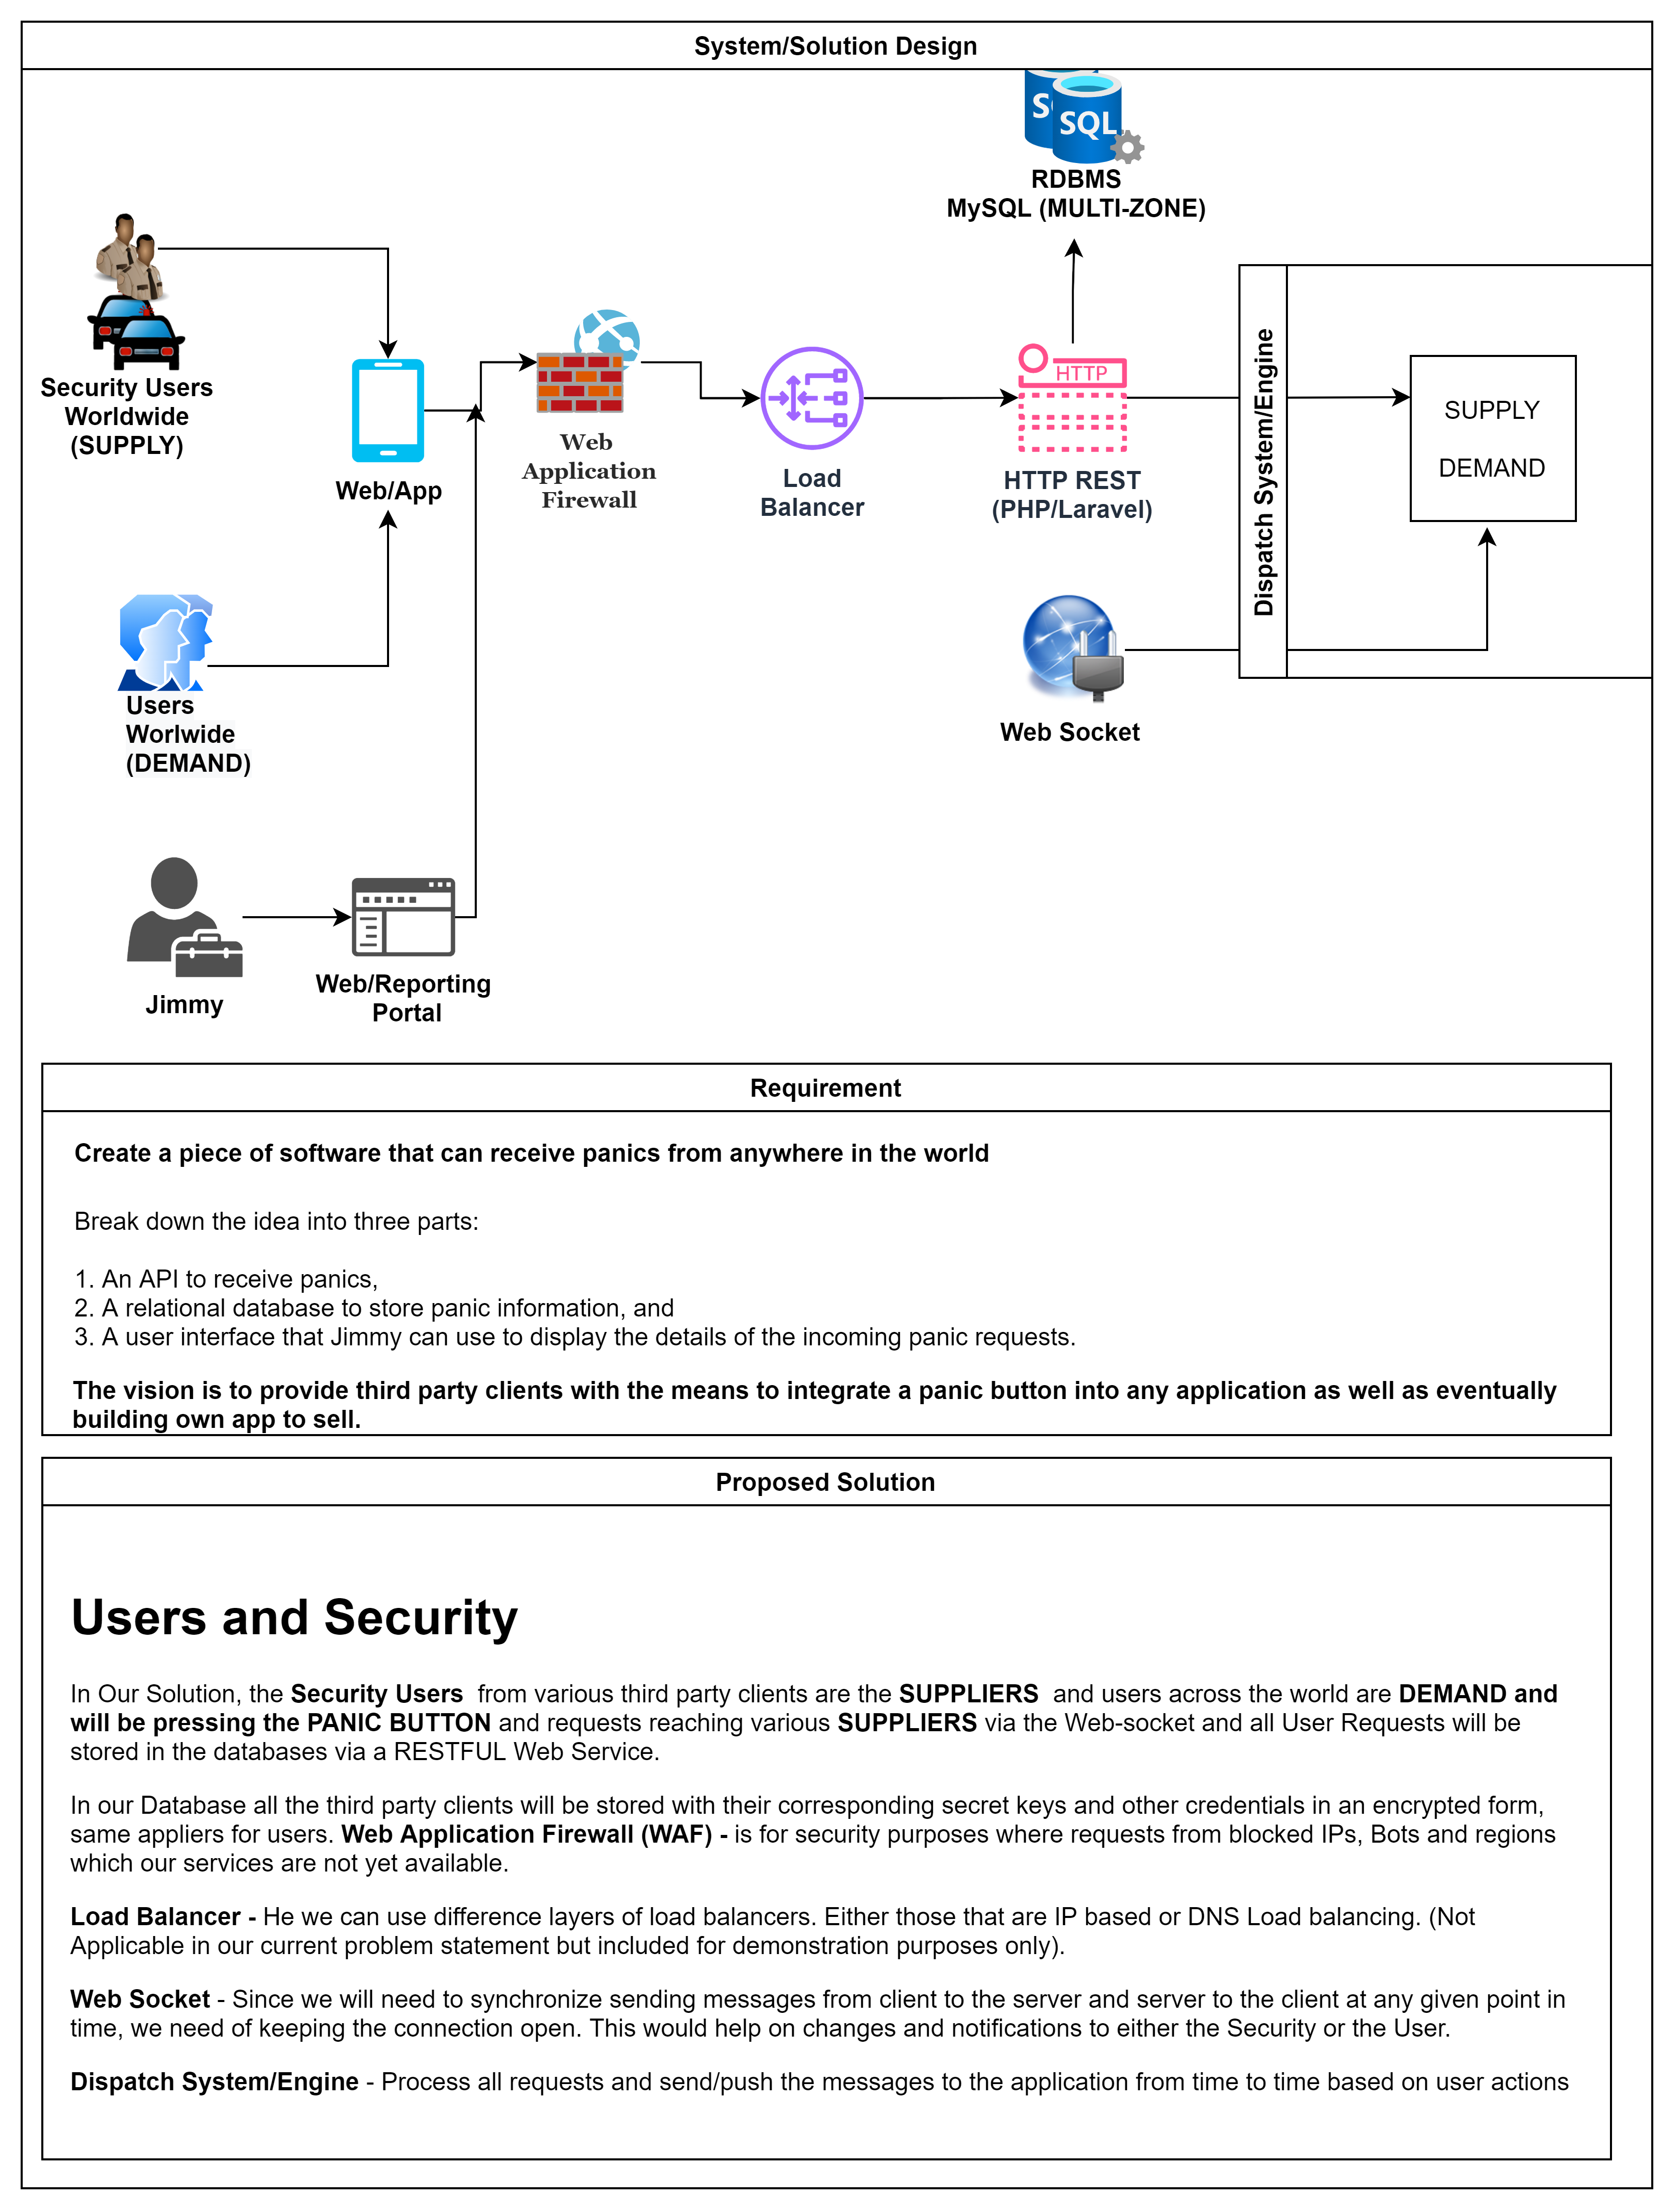 System/Solution Design
SQL
RDBMS
MySQL (MULTI-ZONE)
Security Users
Worldwide
(SUPPLY)
Web/App
Web
Application
Firewall
Load
Balancer
HTTP
HTTP REST
(PHP/Laravel)
Dispatch System/Engine
SUPPLY
DEMAND
Users
Worlwide
(DEMAND)
Web Socket
Jimmy
Web/Reporting
Portal
Requirement
Create a piece of software that can receive panics from anywhere in the world
Break down the idea into three parts:
1. An API to receive panics,
2. A relational database to store panic information, and
3. A user interface that Jimmy can use to display the details of the incoming panic requests.
The vision is to provide third party clients with the means to integrate a panic button into any application as well as eventually
building own app to sell.
Proposed Solution
Users and Security
In Our Solution, the Security Users from various third party clients are the SUPPLIERS and users across the world are DEMAND and
will be pressing the PANIC BUTTON and requests reaching various SUPPLIERS via the Web-socket and all User Requests will be
stored in the databases via a RESTFUL Web Service.
In our Database all the third party clients will be stored with their corresponding secret keys and other credentials in an encrypted form,
same appliers for users. Web Application Firewall (WAF) - is for security purposes where requests from blocked IPs, Bots and regions
which our services are not yet available.
Load Balancer - He we can use difference layers of load balancers. Either those that are IP based or DNS Load balancing. (Not
Applicable in our current problem statement but included for demonstration purposes only).
Web Socket - Since we will need to synchronize sending messages from client to the server and server to the client at any given point in
time, we need of keeping the connection open. This would help on changes and notifications to either the Security or the User.
Dispatch System/Engine - Process all requests and send/push the messages to the application from time to time based on user actions